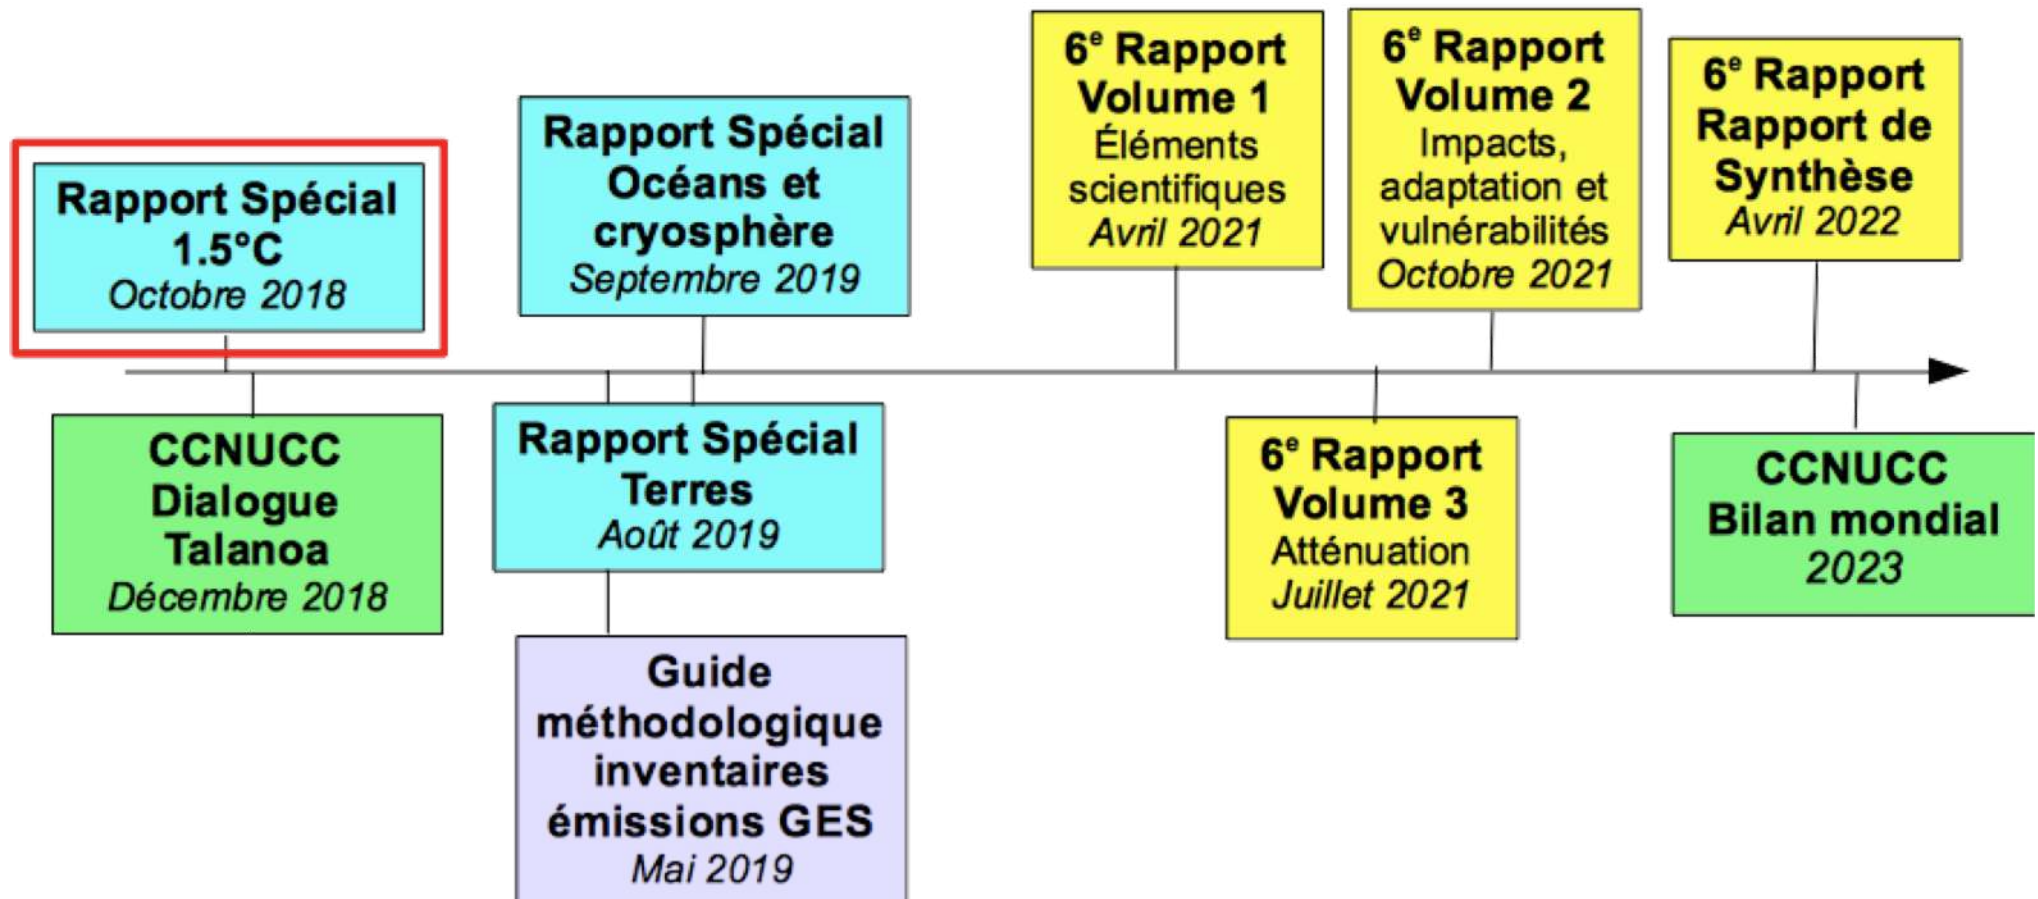 Rapport Spécial
1.5°C
Octobre 2018
CCNUCC
Dialogue
Talanoa
Décembre 2018
Rapport Spécial
Océans et
cryosphère
Septembre 2019
Rapport Spécial
Terres
Août 2019
Guide
méthodologique
inventaires
émissions GES
Mai 2019
6e Rapport
Volume 1
Éléments
scientifiques
Avril 2021
6e Rapport
Volume 3
Atténuation
Juillet 2021
6e Rapport
Volume 2
Impacts,
adaptation et
vulnérabilités
Octobre 2021
6e Rapport
Rapport de
Synthèse
Avril 2022
CCNUCC
Bilan mondial
2023